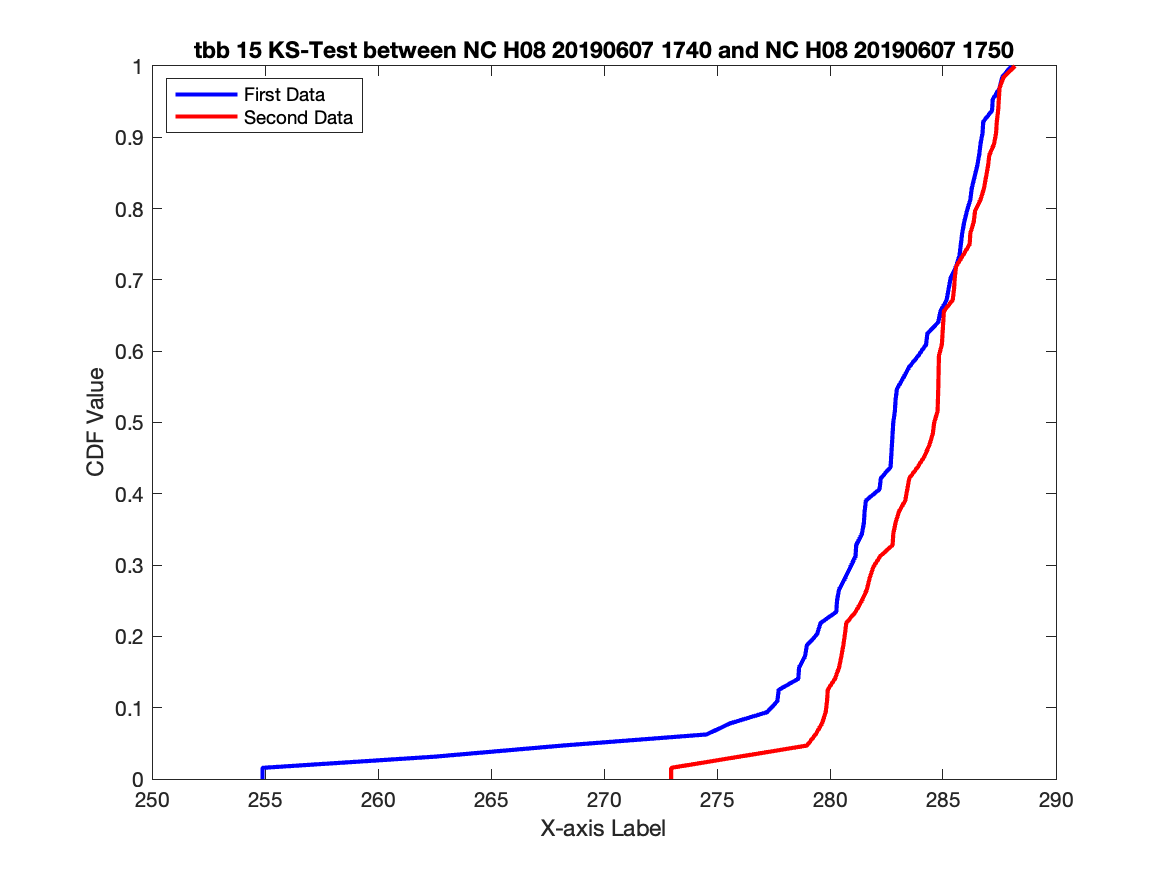 tbb 15 KS-Test between NC H08 20190607 1740 and NC H08 20190607 1750
First Data
Second Data
CDF Value
1
0.9
0.8
0.7
0.6
0.5
0.4
0.3
0.2
0.1
0
250 255 260 265 270 275 280 285 290
X-axis Label